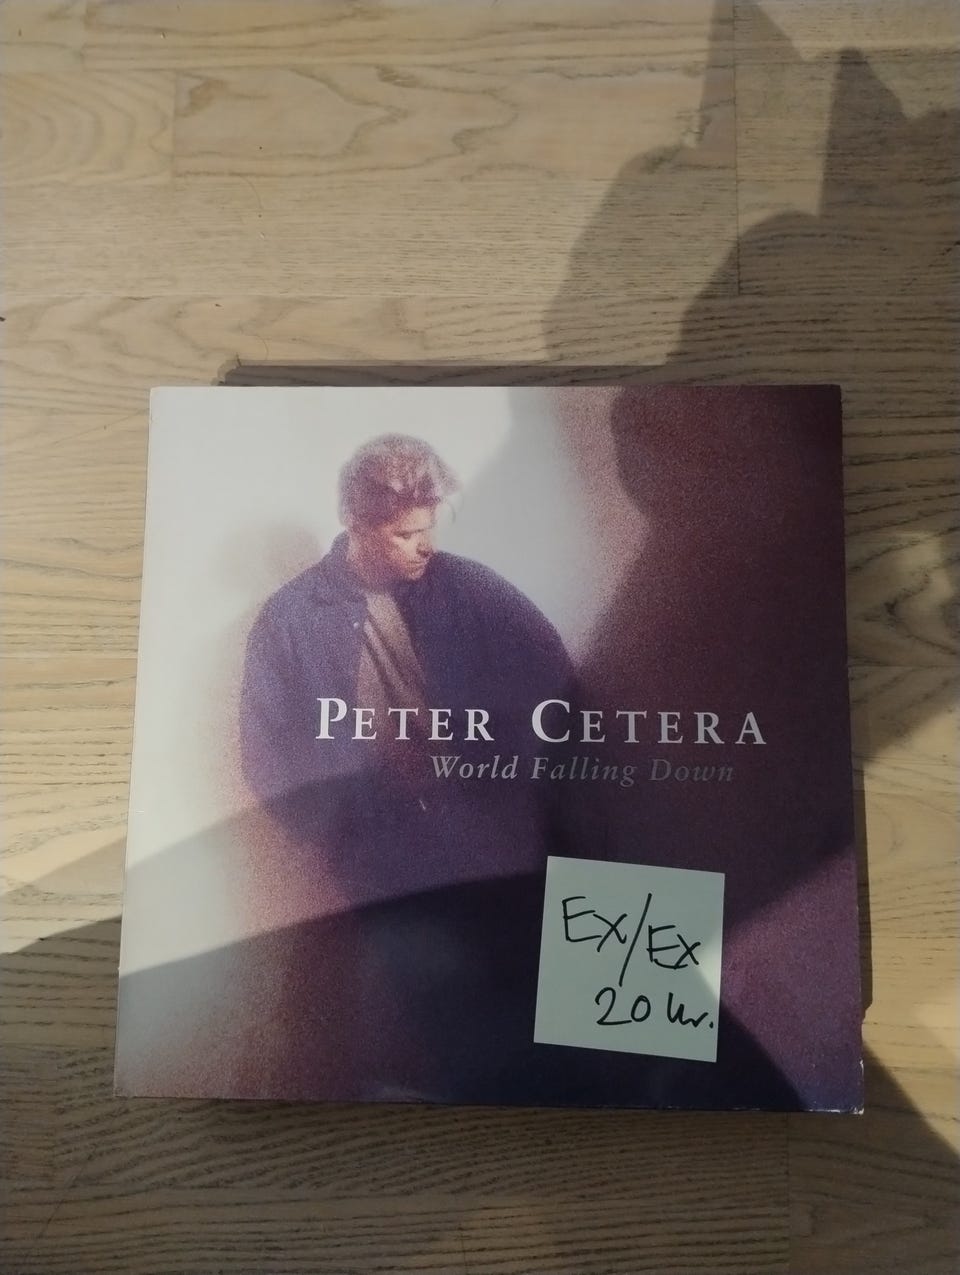 PETER CETERA
World Falling Down
Ex/Ex
20 kr.